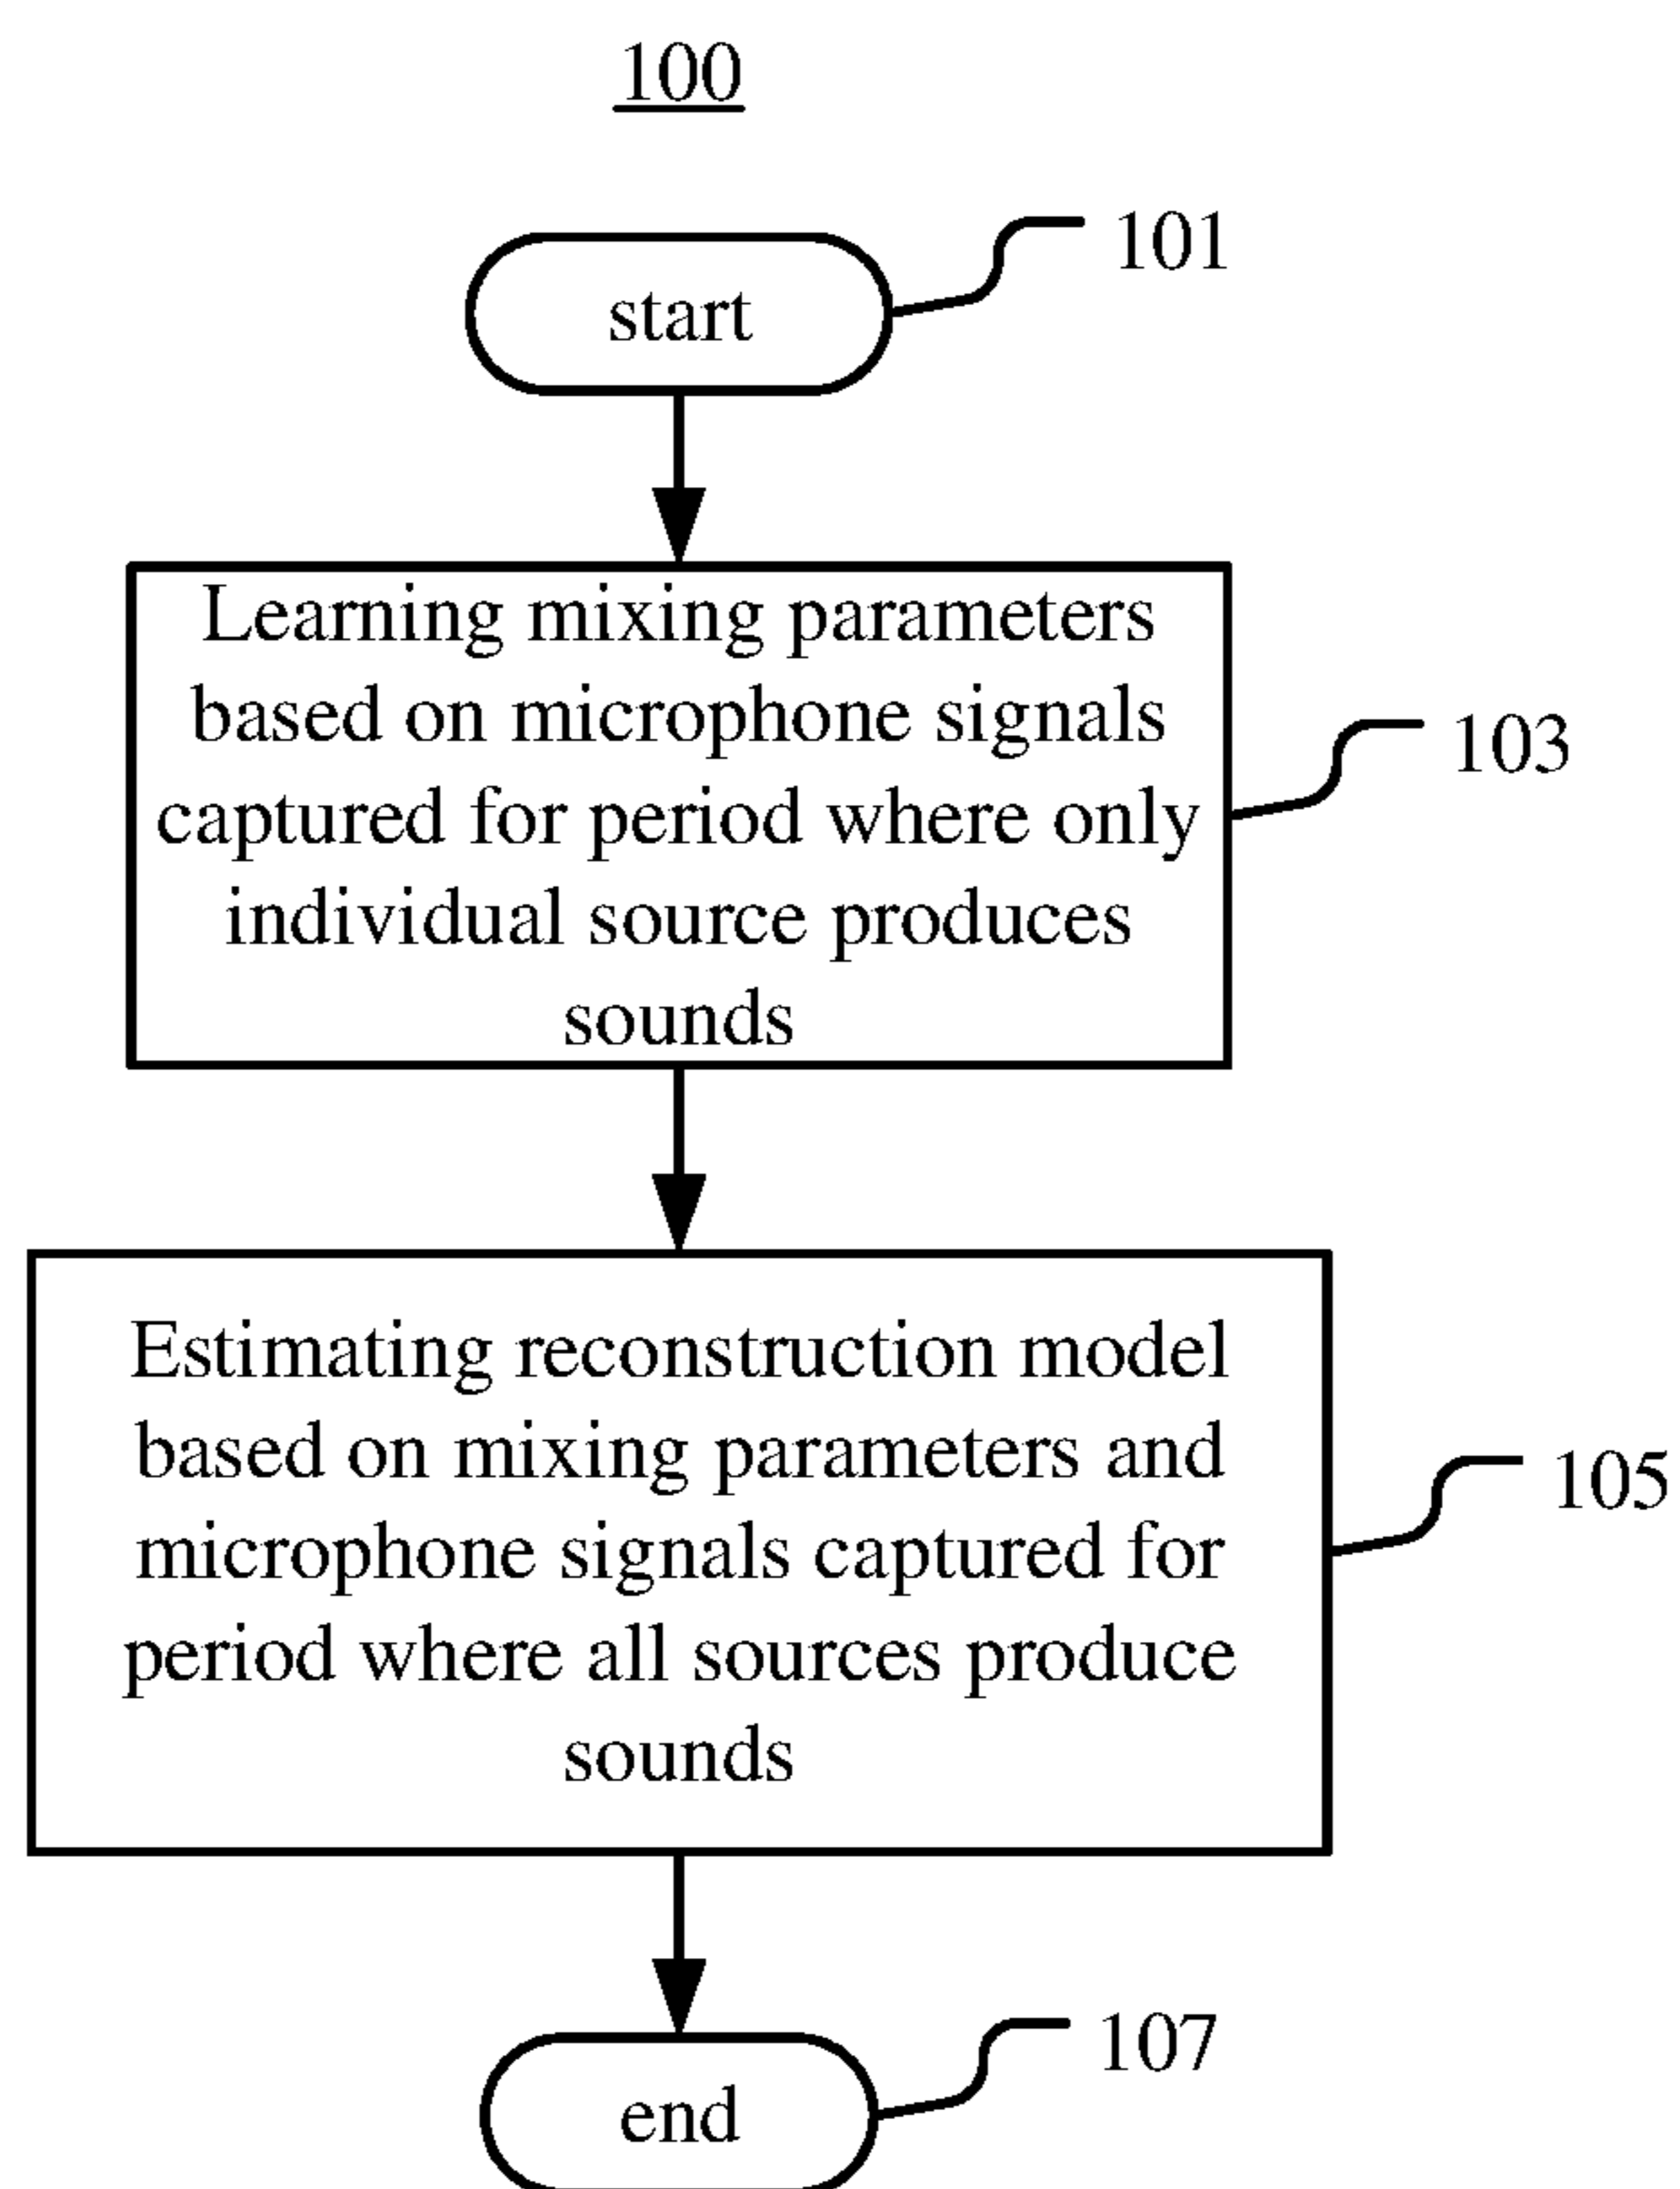 100
101
start
Learning mixing parameters
based on microphone signals
captured for period where only
individual source produces
sounds
103
Estimating reconstruction model
based on mixing parameters and
microphone signals captured for
period where all sources produce
sounds
105
107
end